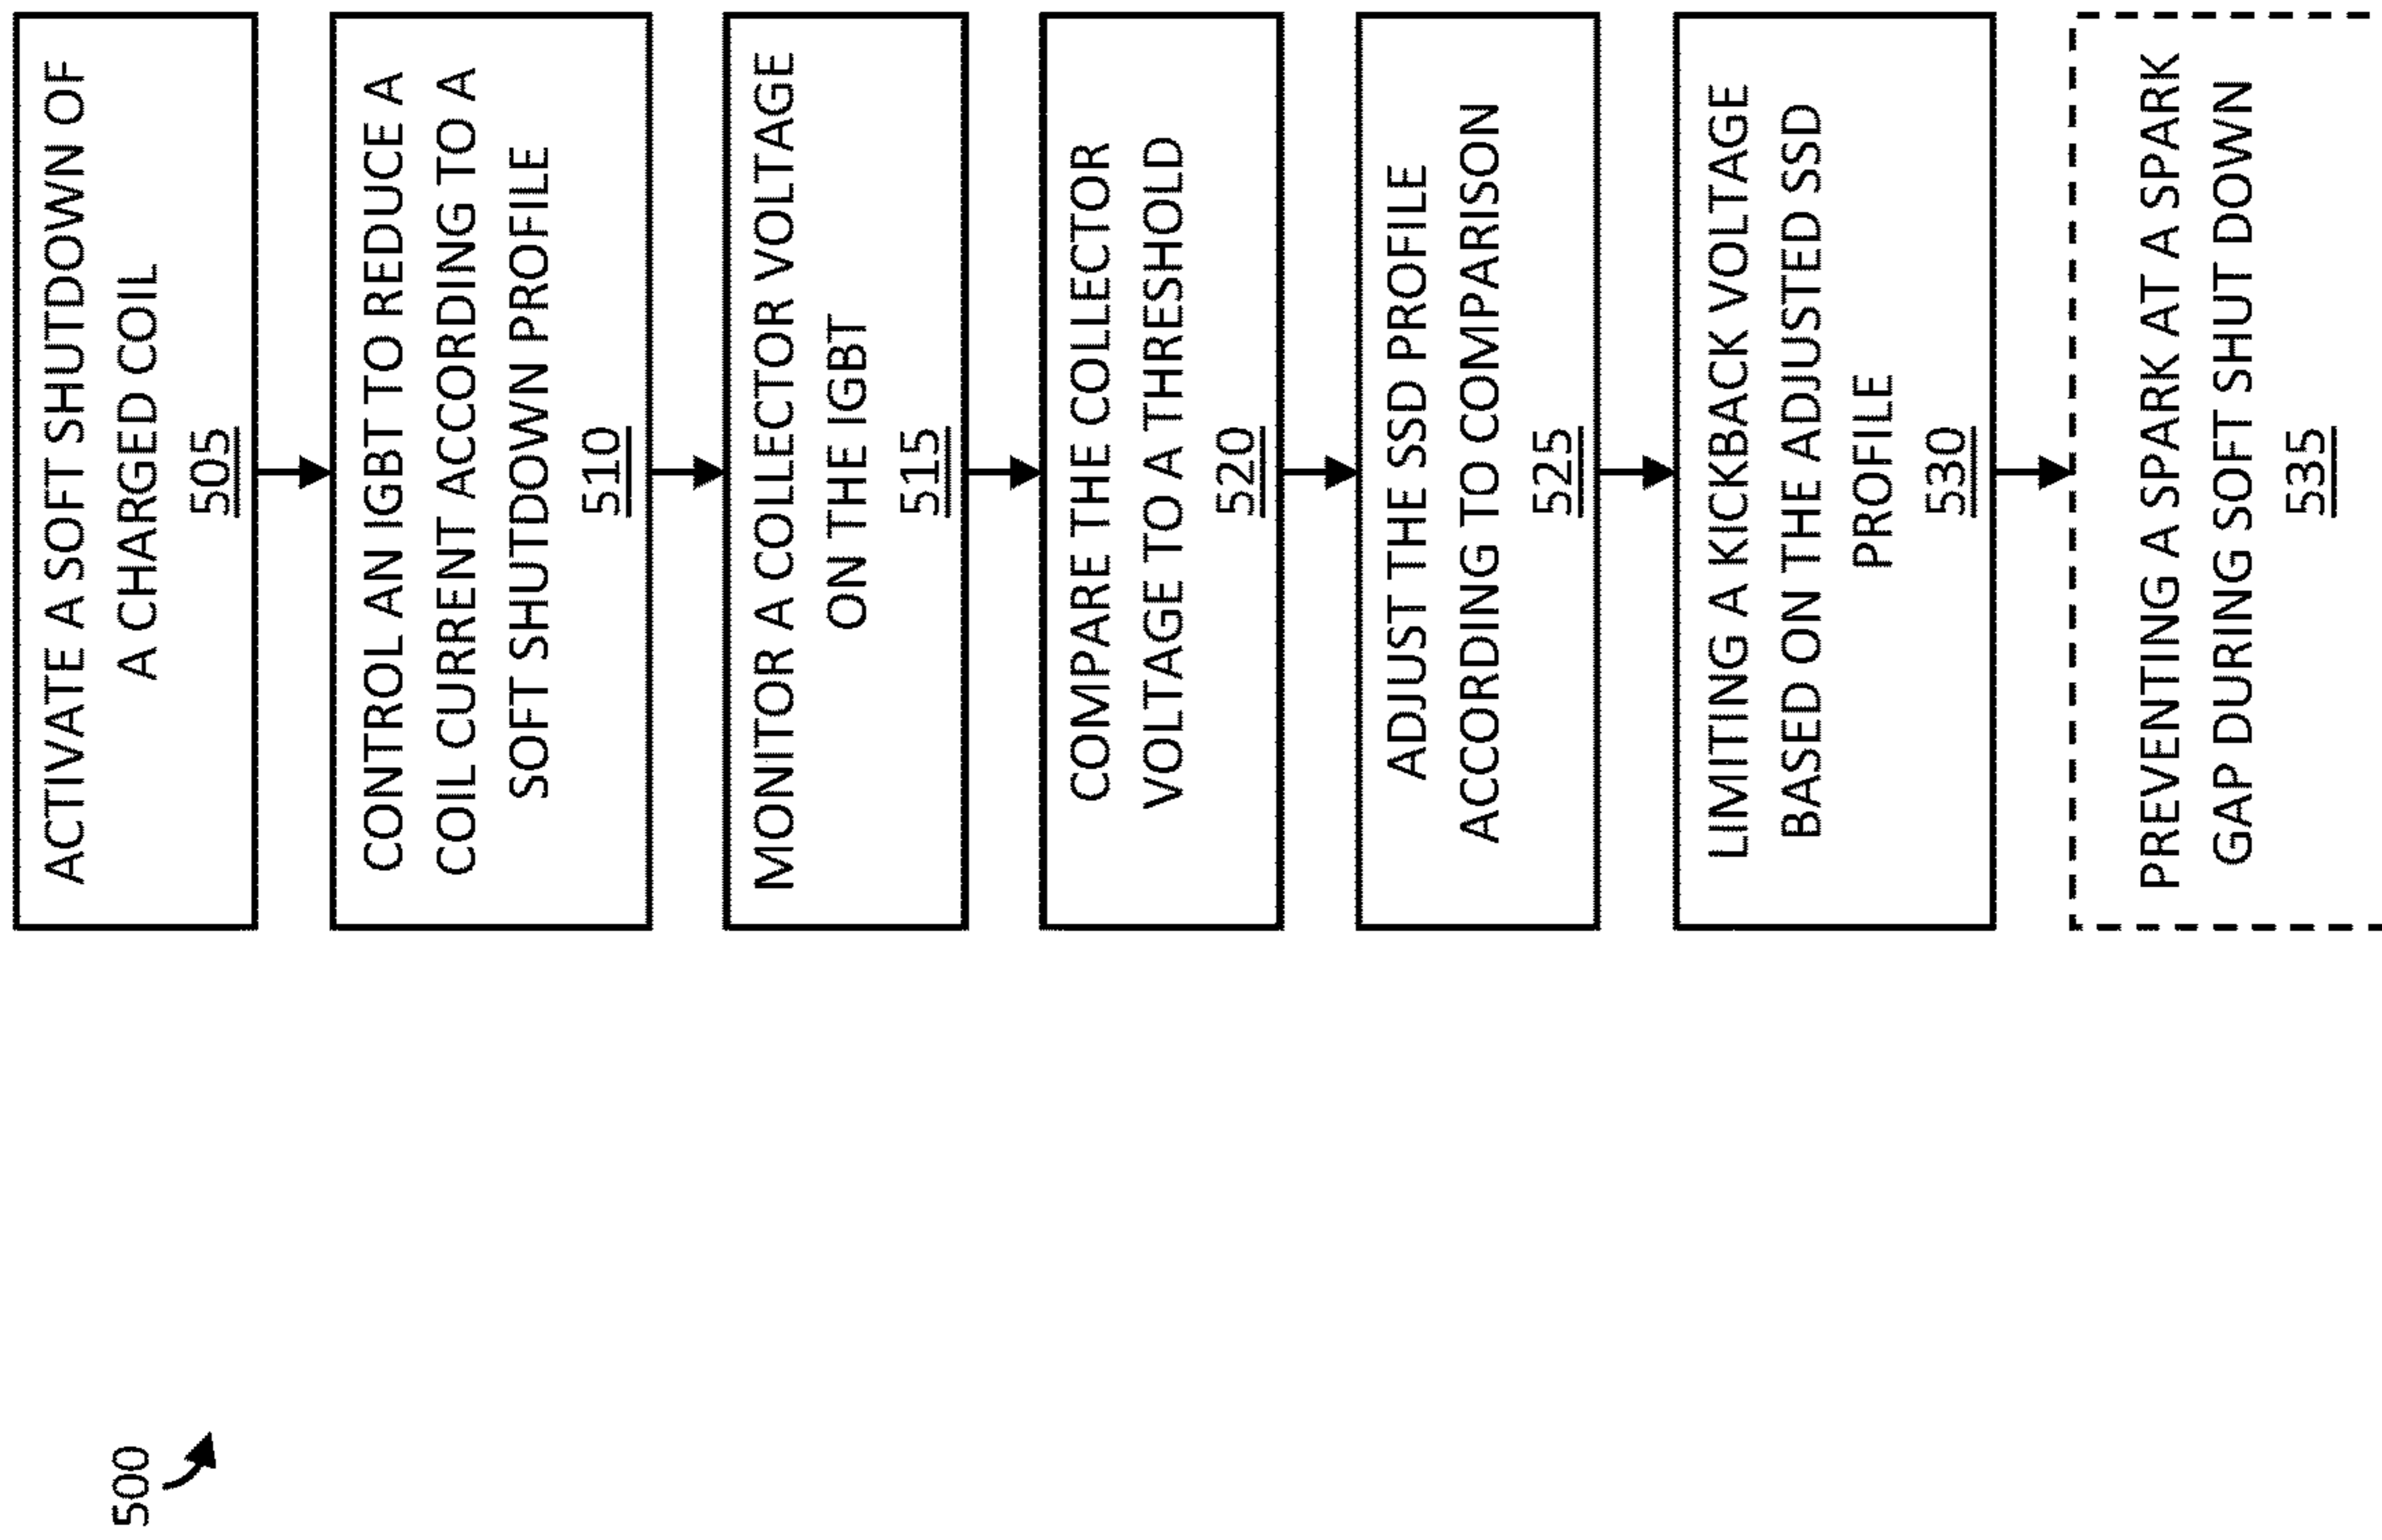 500
ACTIVATE A SOFT SHUTDOWN OF
A CHARGED COIL
505
CONTROL AN IGBT TO REDUCE A
COIL CURRENT ACCORDING TO A
SOFT SHUTDOWN PROFILE
510
MONITOR A COLLECTOR VOLTAGE
ON THE IGBT
515
COMPARE THE COLLECTOR
VOLTAGE TO A THRESHOLD
520
ADJUST THE SSD PROFILE
ACCORDING TO COMPARISON
525
LIMITING A KICKBACK VOLTAGE
BASED ON THE ADJUSTED SSD
PROFILE
530
PREVENTING A SPARK AT A SPARK
GAP DURING SOFT SHUT DOWN
535